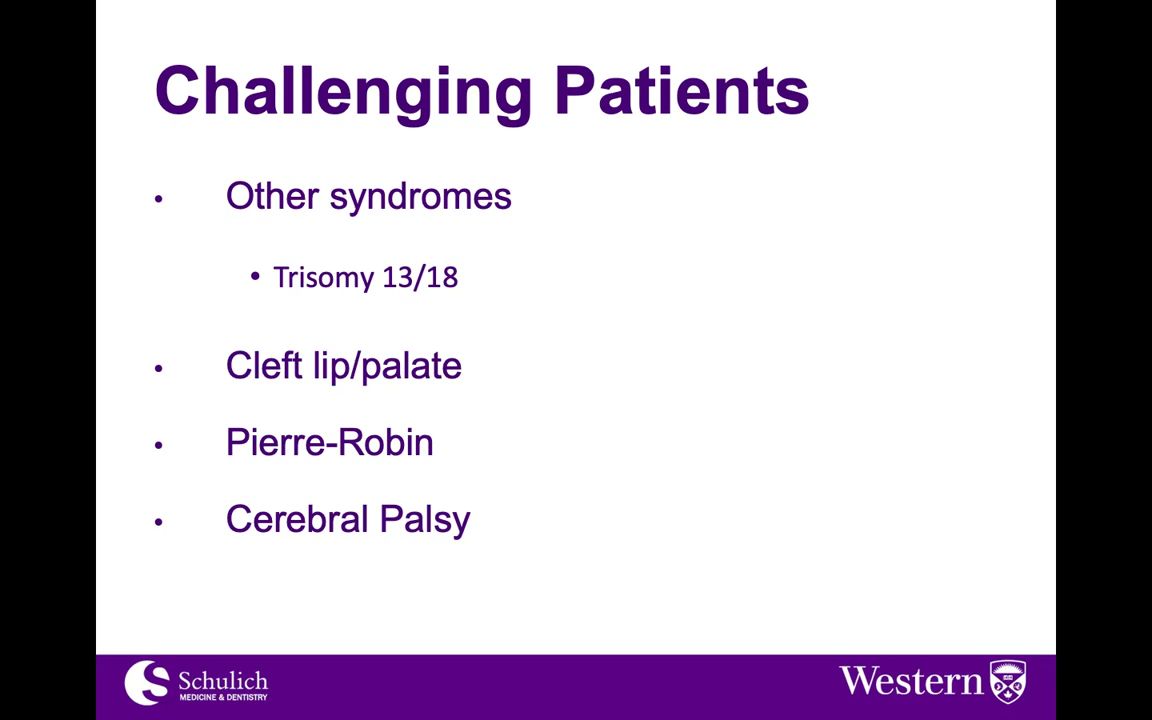 Challenging Patients
• Other syndromes
• Trisomy 13/18
• Cleft lip/palate
• Pierre-Robin
• Cerebral Palsy
Schulich
MEDICINE & DENTISTRY
Western